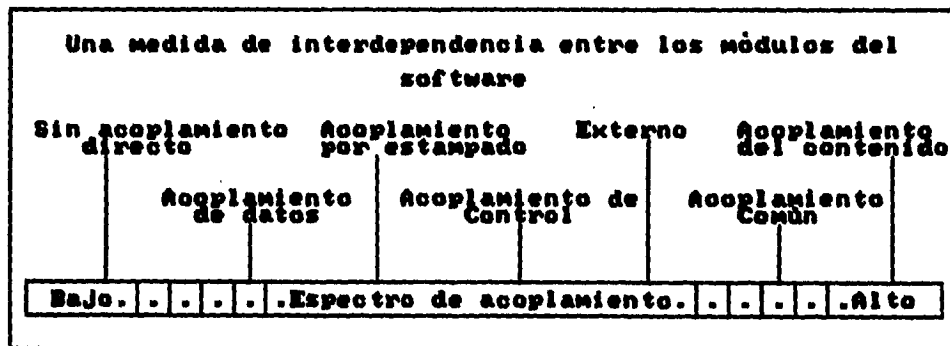 Una medida de interdependencia entre los mòdulos del
software
Sin acoplamiento
directo
Acoplamiento
por estampado
Externo
Acoplamiento
del contenido
Acoplamiento
de datos
Acoplamiento de
Control
Acoplamiento
Común
Bajo. . . . . .Espectro de acoplamiento. . . . . .Alto